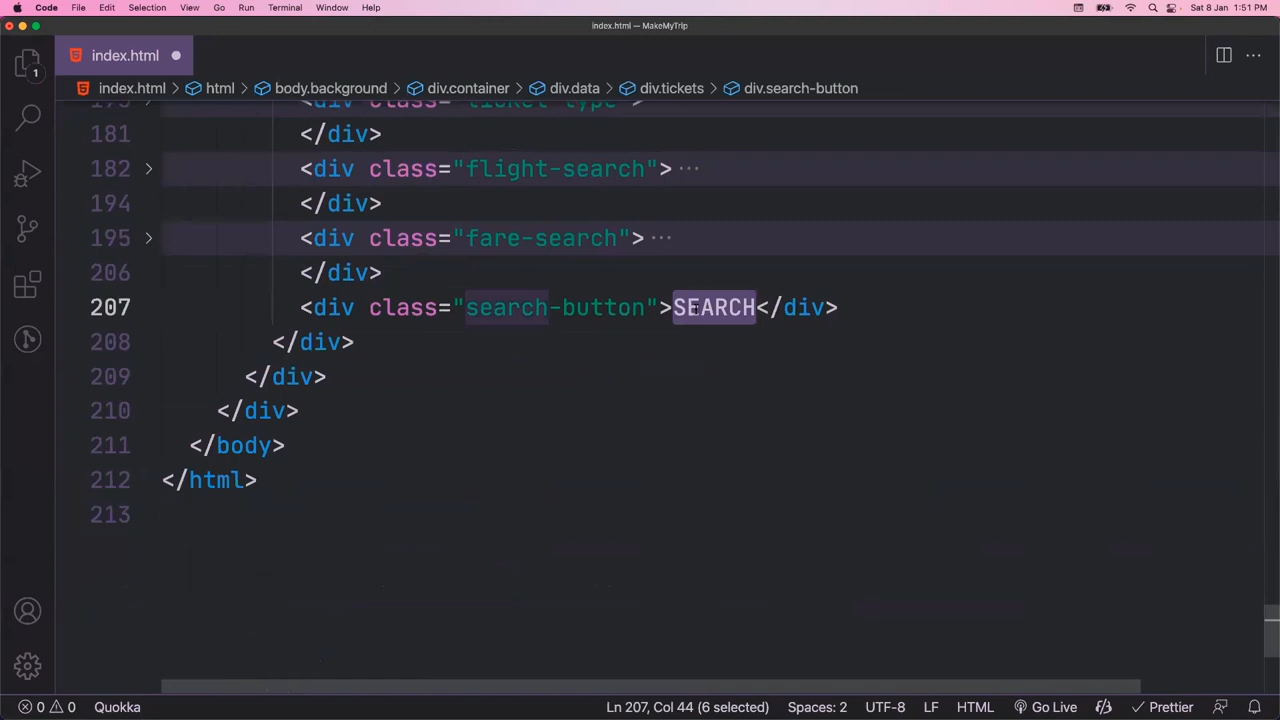 Code File Edit Selection View Go Run Terminal Window Help Sat 8 Jan 1:51 PM
index.html — MakeMyTrip
index.html
index.html > html > body.background > div.container > div.data > div.tickets > div.search-button
<div class="ticket-type">
181 </div>
182 <div class="flight-search">···
194 </div>
195 <div class="fare-search">···
206 </div>
207 <div class="search-button">SEARCH</div>
208 </div>
209 </div>
210 </div>
211 </body>
212 </html>
213
0 0 Quokka Ln 207, Col 44 (6 selected) Spaces: 2 UTF-8 LF HTML Go Live Prettier